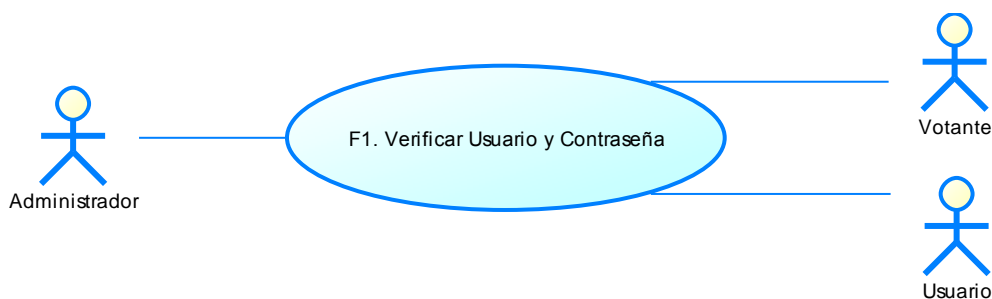 Votante
F1. Verificar Usuario y Contraseña
Administrador
Usuario